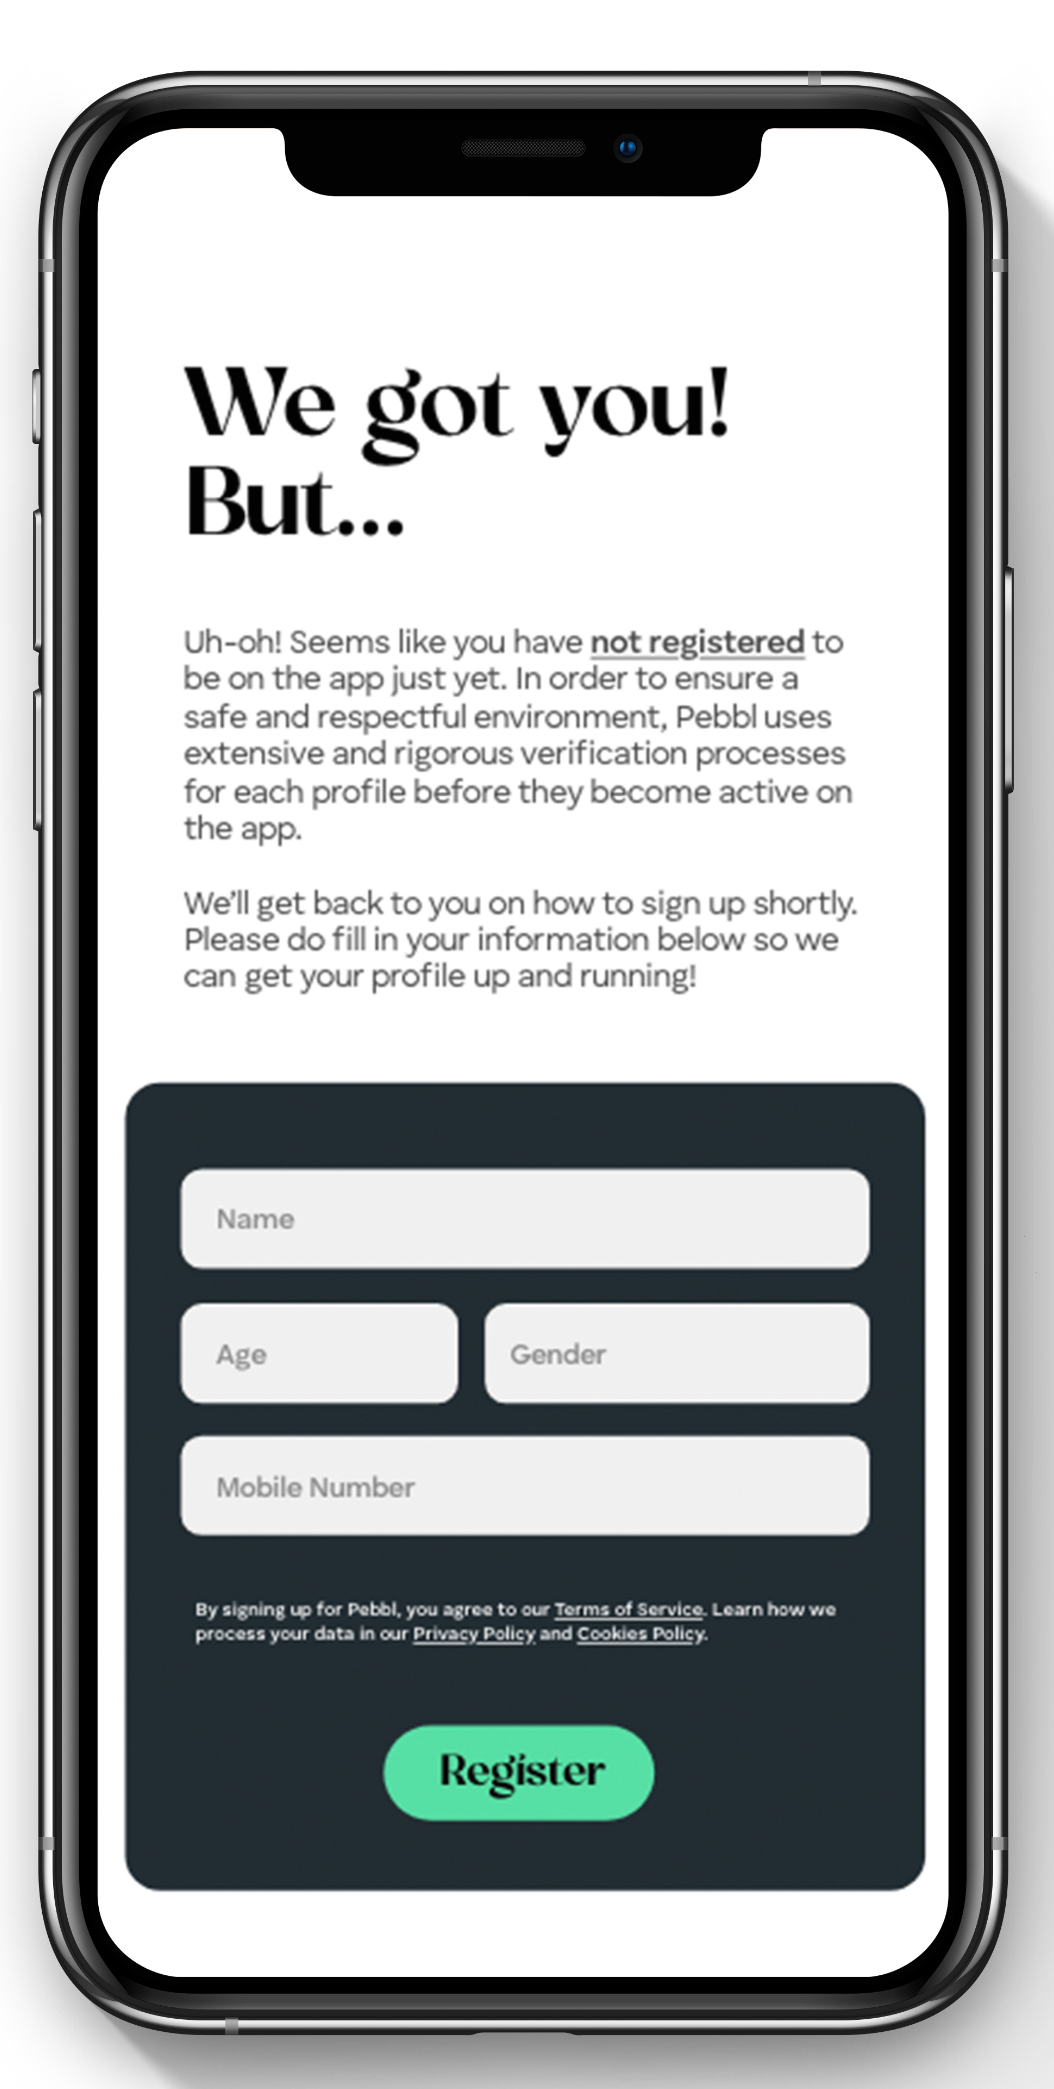 We got you!
But...
Uh-oh! Seems like you have not registered to
be on the app just yet. In order to ensure a
safe and respectful environment, Pebbl uses
extensive and rigorous verification processes
for each profile before they become active on
the app.
We'll get back to you on how to sign up shortly.
Please do fill in your information below so we
can get your profile up and running!
Name
Age
Gender
Mobile Number
By signing up for Pebbl, you agree to our Terms of Service. Learn how we
process your data in our Privacy Policy and Cookies Policy.
Register